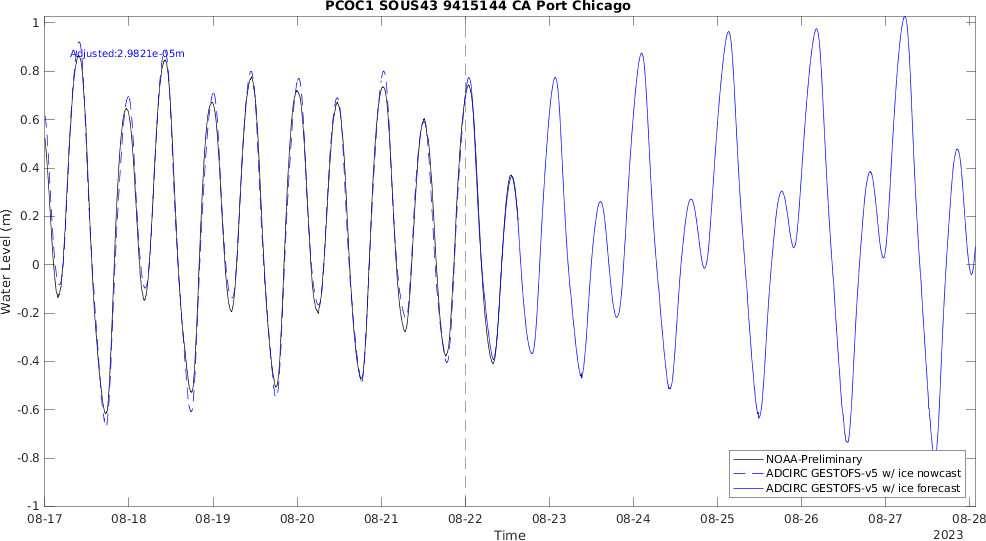 PCOC1 SOUS43 9415144 CA Port Chicago
Adjusted:2.9821e-05m
Water Level (m)
1
0.8
0.6
0.4
0.2
0
-0.2
-0.4
-0.6
-0.8
-1
NOAA-Preliminary
ADCIRC GESTOFS-v5 w/ ice nowcast
ADCIRC GESTOFS-v5 w/ ice forecast
08-17 08-18 08-19 08-20 08-21 08-22 08-23 08-24 08-25 08-26 08-27 08-28
Time
2023